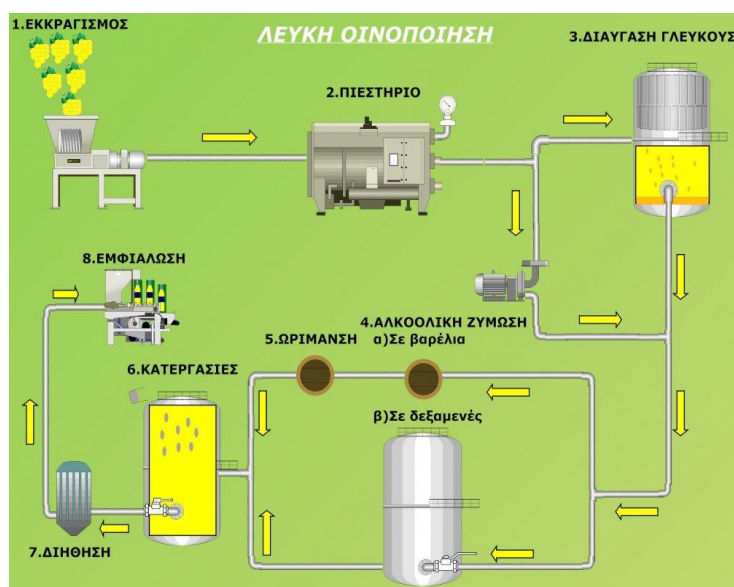 ΛΕΥΚΗ ΟΙΝΟΠΟΙΗΣΗ
1.ΕΚΚΡΑΓΙΣΜΟΣ
2.ΠΙΕΣΤΗΡΙΟ
3.ΔΙΑΥΓΑΣΗ ΓΛΕΥΚΟΥΣ
4.ΑΛΚΟΟΛΙΚΗ ΖΥΜΩΣΗ
α)Σε βαρέλια
β)Σε δεξαμενές
5.ΩΡΙΜΑΝΣΗ
6.ΚΑΤΕΡΓΑΣΙΕΣ
7.ΔΙΗΘΗΣΗ
8.ΕΜΦΙΑΛΩΣΗ